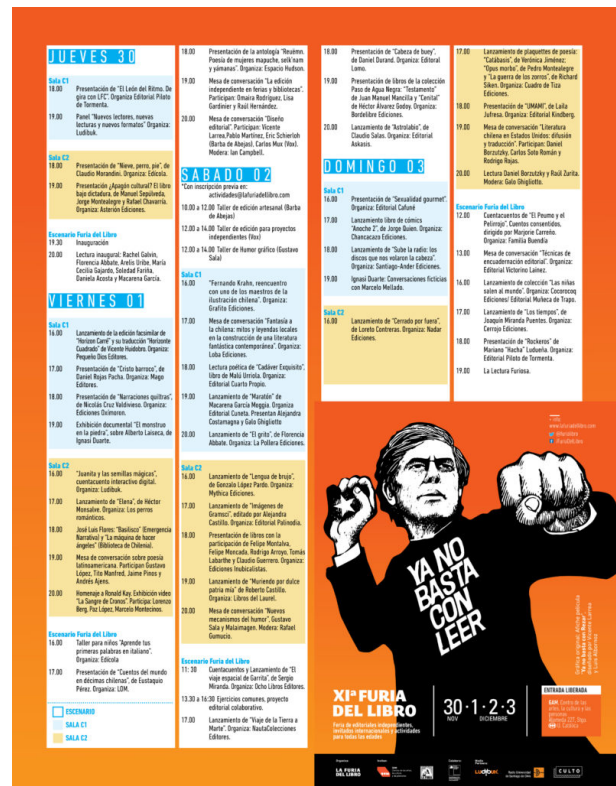 JUEVES 30
Sala C1
18.00 Presentación de "El León del Ritmo. De
gira con LFC". Organiza Editorial Piloto
de Tormenta.
19.00 Panel "Nuevos lectores, nuevas
lecturas y nuevos formatos" Organiza:
Ludibuk.
Sala C2
18.00 Presentación de "Nieve, perro, pie", de
Claudio Morandini. Organiza: Edicola.
19.00 Presentación ¿Apagón cultural? El libro
bajo dictadura, de Manuel Sepulveda,
Jorge Montealegre y Rafael Chavarría.
Organiza: Asterion Ediciones.
Escenario Furia del Libro
19.30 Inauguración
20.00 Lectura inaugural: Rachel Galvin,
Florencia Abbate, Arelis Uribe, María
Cecilia Gajardo, Soledad Fariña,
Daniela Acosta y Macarena García.
VIERNES 01
Sala C1
16.00 Lanzamiento de la edición facsimilar de
"Horizon Carré" y su traducción "Horizonte
Cuadrado" de Vicente Huidobro. Organiza:
Pequeño Dios Editores.
17.00 Presentación de "Cristo barroco", de
Daniel Rojas Pacha. Organiza: Mago
Editores.
18.00 Presentación de "Narraciones quiltras",
de Nicolás Cruz Valdivieso. Organiza:
Ediciones Oximoron.
19.00 Exhibición documental "El monstruo
en la piedra", sobre Alberto Laiseca, de
Ignasi Duarte.
Sala C2
16.00 "Juanita y las semillas mágicas",
cuentacuento interactivo digital.
Organiza: Ludibuk.
17.00 Lanzamiento de "Elena", de Héctor
Monsalve, Organiza: Los perros
románticos.
18.00 José Luis Flores: "Basilisco" (Emergencia
Narrativa) y "La máquina de hacer
ángeles" (Biblioteca de Chilenia).
19.00 Mesa de conversación sobre poesía
latinoamericana. Participan Gustavo
López, Tito Manfred, Jaime Pinos y
Andrés Ajens.
20.00 Homenaje a Ronald Kay. Exhibición video
"La Sangre de Cronos". Participa: Lorenzo
Berg, Paz López, Marcelo Montecinos.
Escenario Furia del Libro
16.00 Taller para niños "Aprende tus
primeras palabras en italiano".
Organiza: Edicola
17.00 Presentación de "Cuentos del mundo
en décimas chilenas", de Eustaquio
Pérez. Organiza: LOM.
ESCENARIO
SALA C1
SALA C2
18.00 Presentación de la antología "Reuëmn.
Poesía de mujeres mapuche, selk'nam
y yámanas". Organiza: Espacio Hudson.
19.00 Mesa de conversación "La edición
independiente en ferias y bibliotecas".
Participan: Omaira Rodríguez, Lisa
Gardinier y Raúl Hernández.
20.00 Mesa de conversación "Diseño
editorial". Participan: Vicente
Larrea, Pablo Martínez, Eric Schierloh
(Barba de Abejas), Carlos Mux (Vox).
Modera: Ian Campbell.
SABADO 02
*Con inscripción previa en:
actividades@lafuriadellibro.com
10.00 a 12.00 Taller de edición artesanal (Barba
de Abejas)
12.00 a 14.00 Taller de edición para proyectos
independientes (Vox)
12.00 a 14.00 Taller de Humor gráfico (Gustavo
Sala)
Sala C1
16.00 "Fernando Krahn, reencuentro
con uno de los maestros de la
ilustración chilena". Organiza:
Grafito Ediciones.
17.00 Mesa de conversación "Fantasía a
la chilena: mitos y leyendas locales
en la construcción de una literatura
fantástica contemporánea". Organiza:
Loba Ediciones.
18.00 Lectura poética de "Cadáver Exquisito",
libro de Malú Urriola. Organiza:
Editorial Cuarto Propio.
19.00 Lanzamiento de "Maratón" de
Macarena García Moggia. Organiza
Editorial Cuneta. Presentan Alejandra
Costamagna y Galo Ghigliotto
20.00 Lanzamiento de "El grito", de Florencia
Abbate. Organiza: La Pollera Ediciones.
Sala C2
16.00 Lanzamiento de "Lengua de brujo",
de Gonzalo López Pardo. Organiza:
Mythica Ediciones.
17.00 Lanzamiento de "Imágenes de
Gramsci", editado por Alejandra
Castillo. Organiza: Editorial Palinodia.
18.00 Presentación de libros con la
participación de Felipe Montalva,
Felipe Moncada, Rodrigo Arroyo, Tomás
Labarthe y Claudio Guerrero. Organiza:
Ediciones Inubicalistas.
19.00 Lanzamiento de "Muriendo por dulce
patria mía" de Roberto Castillo.
Organiza: Libros del Laurel.
20.00 Mesa de conversación "Nuevos
mecanismos del humor", Gustavo
Sala y Malaimagen. Modera: Rafael
Gumucio.
Escenario Furia del Libro
11:30 Cuentacuentos y Lanzamiento de "El
viaje espacial de Garrita", de Sergio
Miranda. Organiza: Ocho Libros Editores.
13.30 a 16:30 Ejercicios comunes, proyecto
editorial colaborativo.
17.00 Lanzamiento de "Viaje de la Tierra a
Marte". Organiza: NautaColecciones
Editores.
18.00 Presentación de "Cabeza de buey",
de Daniel Durand. Organiza: Editoral
Lomo.
19.00 Presentación de libros de la colección
Paso de Agua Negra: "Testamento"
de Juan Manuel Mancilla y "Cenital"
de Héctor Álvarez Godoy. Organiza:
Bordelibre Ediciones.
20.00 Lanzamiento de "Astrolabio", de
Claudio Salas. Organiza: Editorial
Askasis.
DOMINGO 03
Sala C1
16.00 Presentación de "Sexualidad gourmet".
Organiza: Editorial Cafuné
17.00 Lanzamiento libro de cómics
"Anoche 2", de Jorge Quien. Organiza:
Chancacazo Ediciones.
18.00 Lanzamiento de "Sube la radio: los
discos que nos volaron la cabeza".
Organiza: Santiago-Ander Ediciones.
19.00 Ignasi Duarte: Conversaciones ficticias
con Marcelo Mellado.
Sala C2
16.00 Lanzamiento de "Cerrado por fuera",
de Loreto Contreras. Organiza: Nadar
Ediciones.
17.00 Lanzamiento de plaquettes de poesía:
"Catábasis", de Verónica Jiménez;
"Opus morbo", de Pedro Montealegre
y "La guerra de los zorros", de Richard
Siken. Organiza: Cuadro de Tiza
Ediciones.
18.00 Presentación de "UMAMI", de Laila
Jufresa. Organiza: Editorial Kindberg.
19.00 Mesa de conversación "Literatura
chilena en Estados Unidos: difusión
y traducción". Participan: Daniel
Borzutzky, Carlos Soto Román y
Rodrigo Rojas.
20.00 Lectura Daniel Borzutzky y Raúl Zurita.
Modera: Galo Ghigliotto.
Escenario Furia del Libro
12.00 Cuentacuentos de "El Peumo y el
Pelirrojo". Cuentos consentidos,
dirigido por Marjorie Carreño.
Organiza: Familia Buendía
13.00 Mesa de conversación "Técnicas de
encuadernación editorial". Organiza:
Editorial Victorino Lainez.
16.00 Lanzamiento de colección "Las niñas
salen al mundo". Organiza: Cocorocoq
Ediciones/ Editorial Muñeca de Trapo.
17.00 Lanzamiento de "Los tiempos", de
Joaquín Miranda Puentes. Organiza:
Cerrojo Ediciones.
18.00 Presentación de "Rockeros" de
Mariano "Hacha" Ludueña. Organiza:
Editorial Piloto de Tormenta.
19.00 La Lectura Furiosa.
+ info
www.lafuriadellibro.com
YA NO
BASTA
CON
LEER
Gráfica original: Afiche película
"Ya no basta con Rezar",
diseñado por Vicente Larrea
y Luis Albornoz
XIª FURIA
DEL LIBRO
Feria de editoriales independientes,
invitados internacionales y actividades
para todas las edades
30·1·2·3
NOV DICIEMBRE
ENTRADA LIBERADA
GAM, Centro de las
artes, la cultura y las
personas
Alameda 227,
U. Católica
LA FURIA
DEL LIBRO
LUDIBUK
CULTO